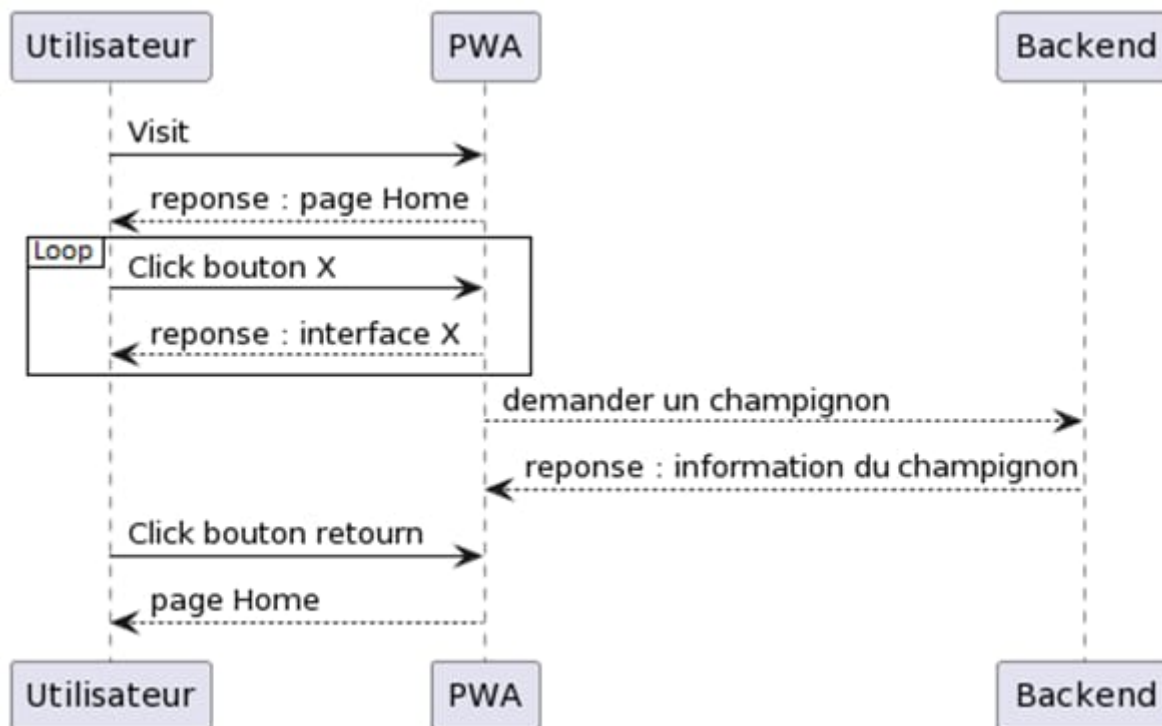 Utilisateur PWA Backend
Visit
reponse : page Home
Loop
Click bouton X
reponse : interface X
demander un champignon
reponse : information du champignon
Click bouton retourn
page Home
Utilisateur PWA Backend